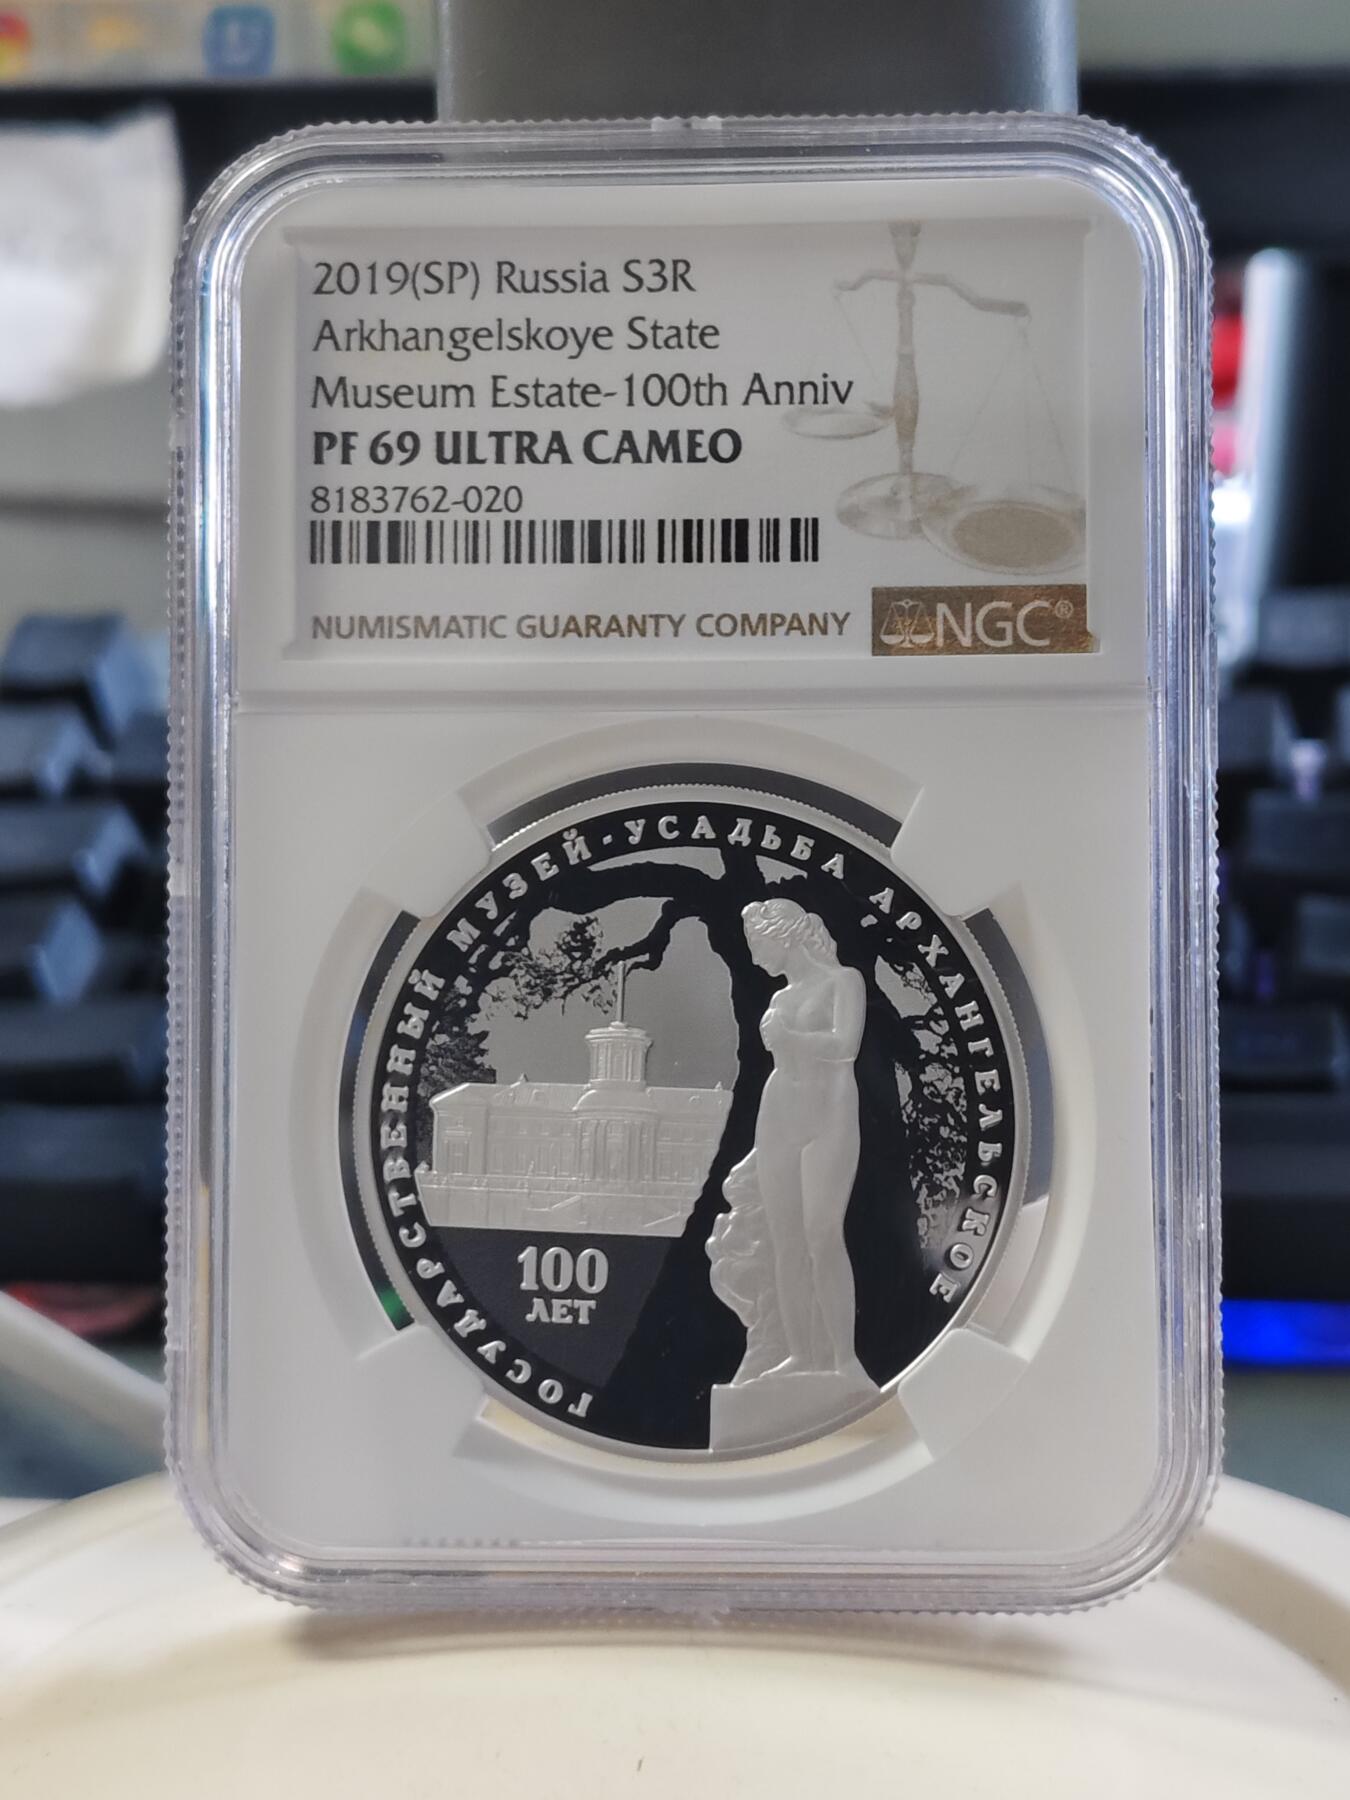 2019(SP) Russia S3R
Arkhangelskoye State
Museum Estate-100th Anniv
PF 69 ULTRA CAMEO
8183762-020
NUMISMATIC GUARANTY COMPANY
NGC®
ГОСУДАРСТВЕННЫЙ МУЗЕЙ-УСАДЬБА АРХАНГЕЛЬСКОЕ
100
ЛЕТ